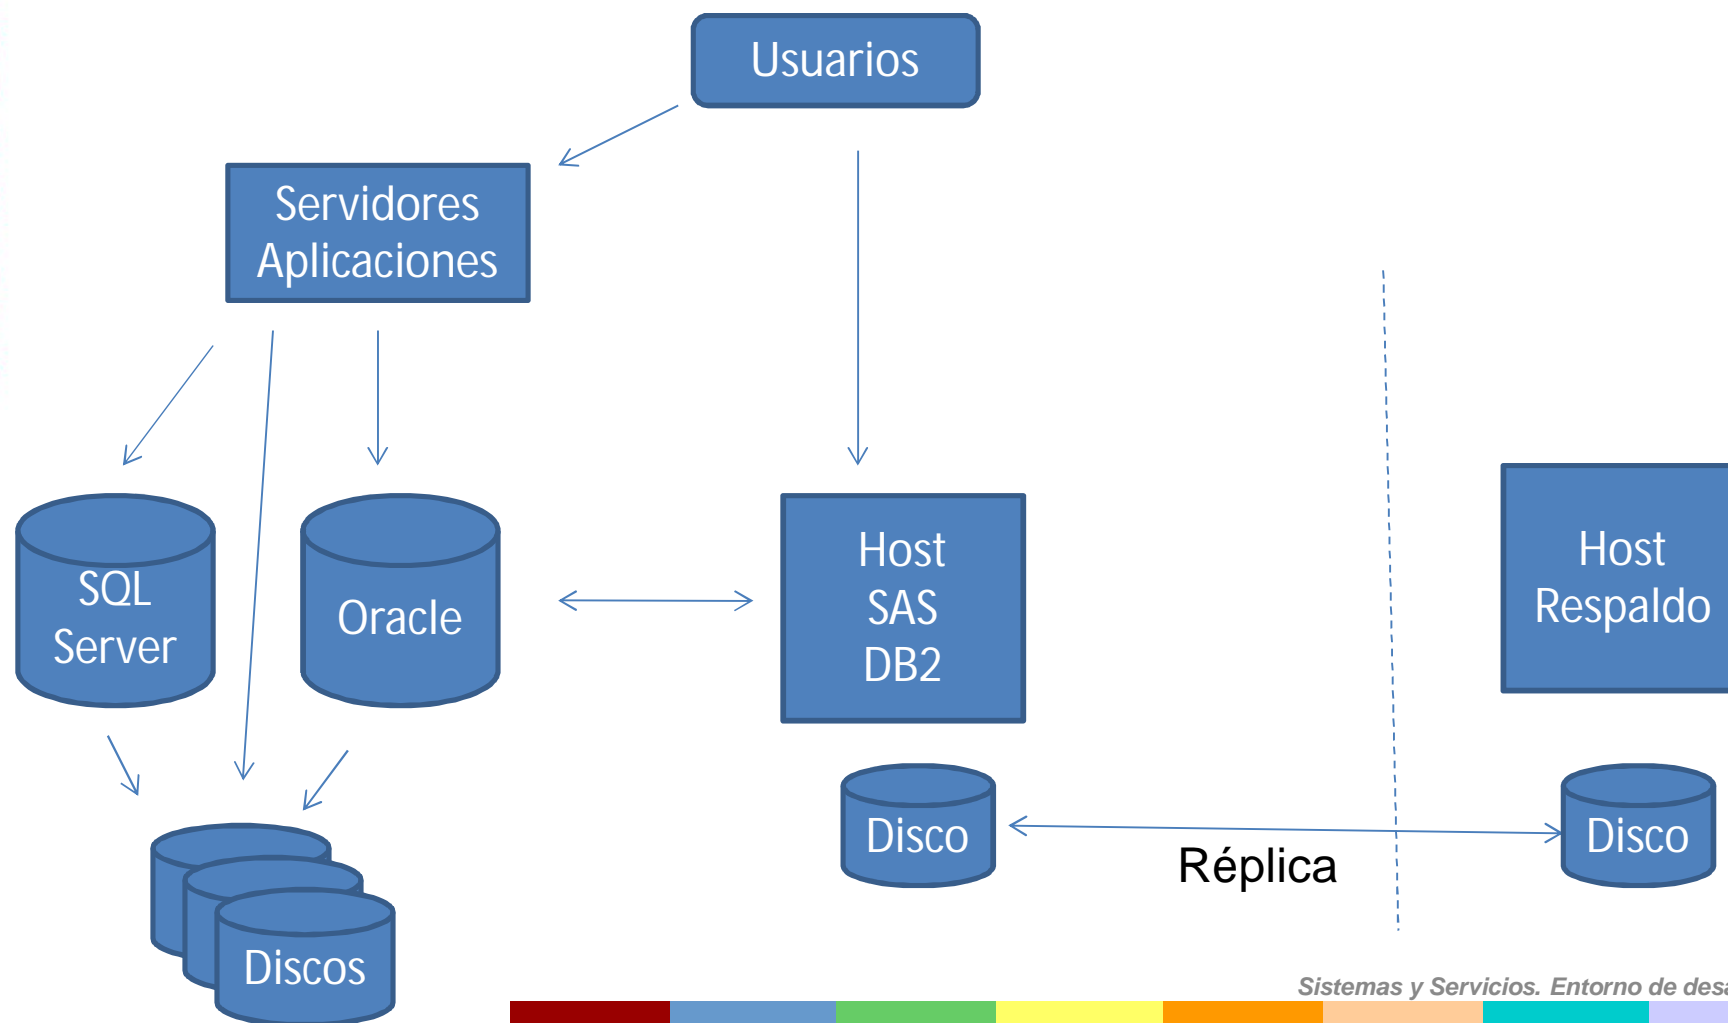 Usuarios
Servidores
Aplicaciones
SQL
Server
Oracle
Host
SAS
DB2
Host
Respaldo
Disco
Disco
Réplica
Discos
Sistemas y Servicios. Entorno de